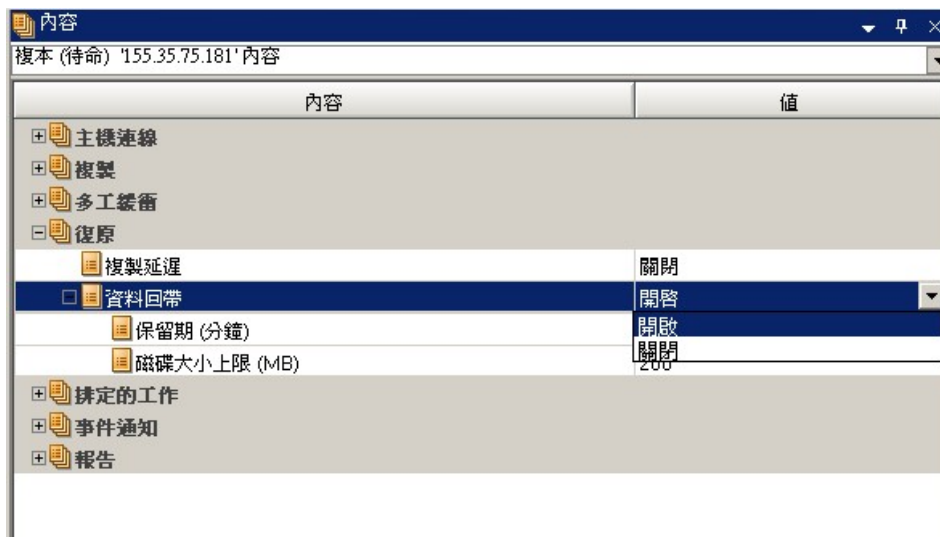 內容
複本 (待命) '155.35.75.181' 內容
內容 值
主機連線
複製
多工緩衝
復原
複製延遲 關閉
資料回帶 開啓
開啟
保留期 (分鐘)
關閉
磁碟大小上限 (MB) 200
排定的工作
事件通知
報告